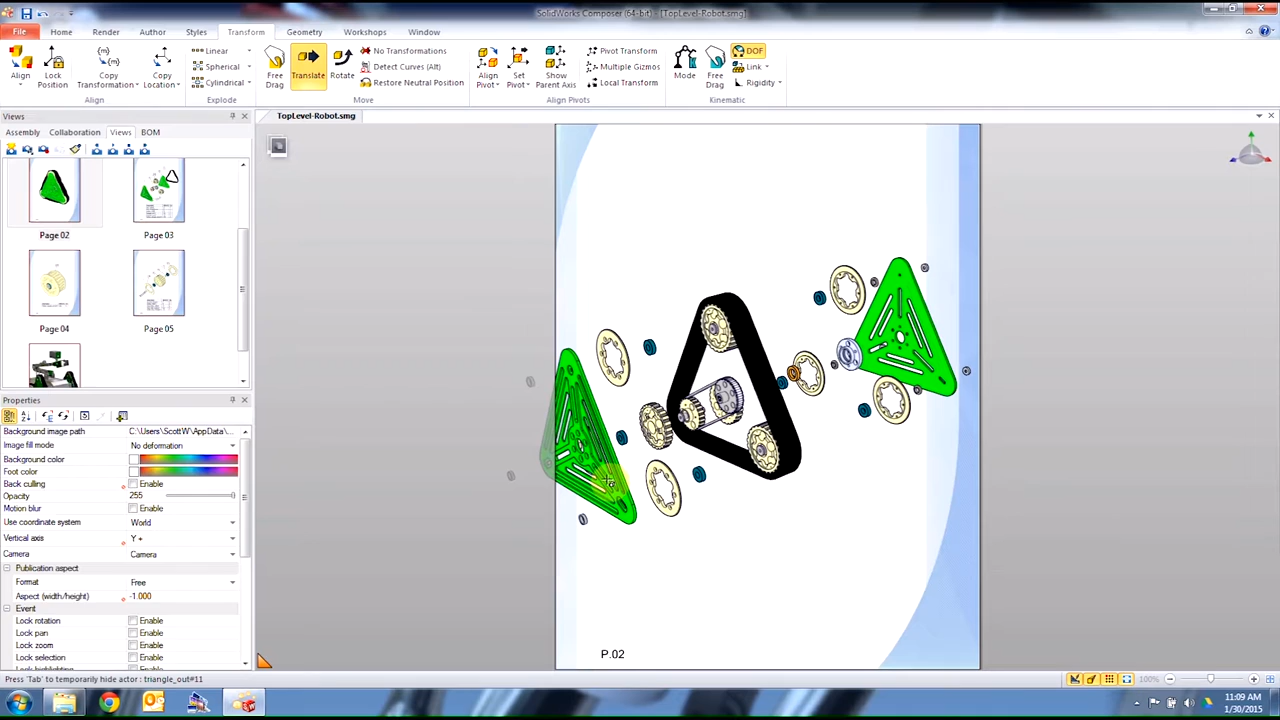 SolidWorks Composer (64-bit) - [TopLevel-Robot.smg]
File Home Render Author Styles Transform Geometry Workshops Window
Align Lock Position Copy Transformation Copy Location Linear Spherical Cylindrical Free Drag Translate Rotate No Transformations Detect Curves (Alt) Restore Neutral Position Align Pivot Set Pivot Show Parent Axis Pivot Transform Multiple Gizmos Local Transform Mode Free Drag DOF Link Rigidity
Align Explode Move Align Pivots Kinematic
Views
TopLevel-Robot.smg
Assembly Collaboration Views BOM
Page 02 Page 03
Page 04 Page 05
Properties
Background image path C:\Users\ScottW\AppData\...
Image fill mode No deformation
Background color
Foot color
Back culling Enable
Opacity 255
Motion blur Enable
Use coordinate system World
Vertical axis Y +
Camera Camera
Publication aspect
Format Free
Aspect (width/height) -1.000
Event
Lock rotation Enable
Lock pan Enable
Lock zoom Enable
Lock selection Enable
P.02
Press 'Tab' to temporarily hide actor : triangle_out#11
100%
11:09 AM
1/30/2015